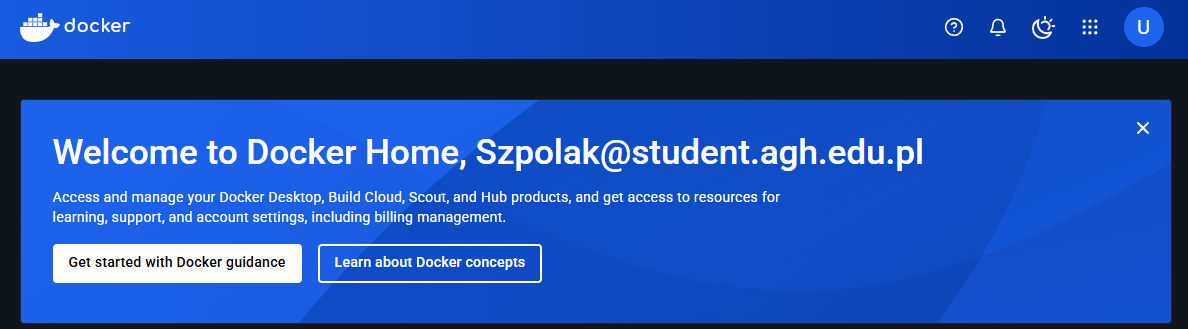 docker
U
Welcome to Docker Home, Szpolak@student.agh.edu.pl
Access and manage your Docker Desktop, Build Cloud, Scout, and Hub products, and get access to resources for
learning, support, and account settings, including billing management.
Get started with Docker guidance
Learn about Docker concepts